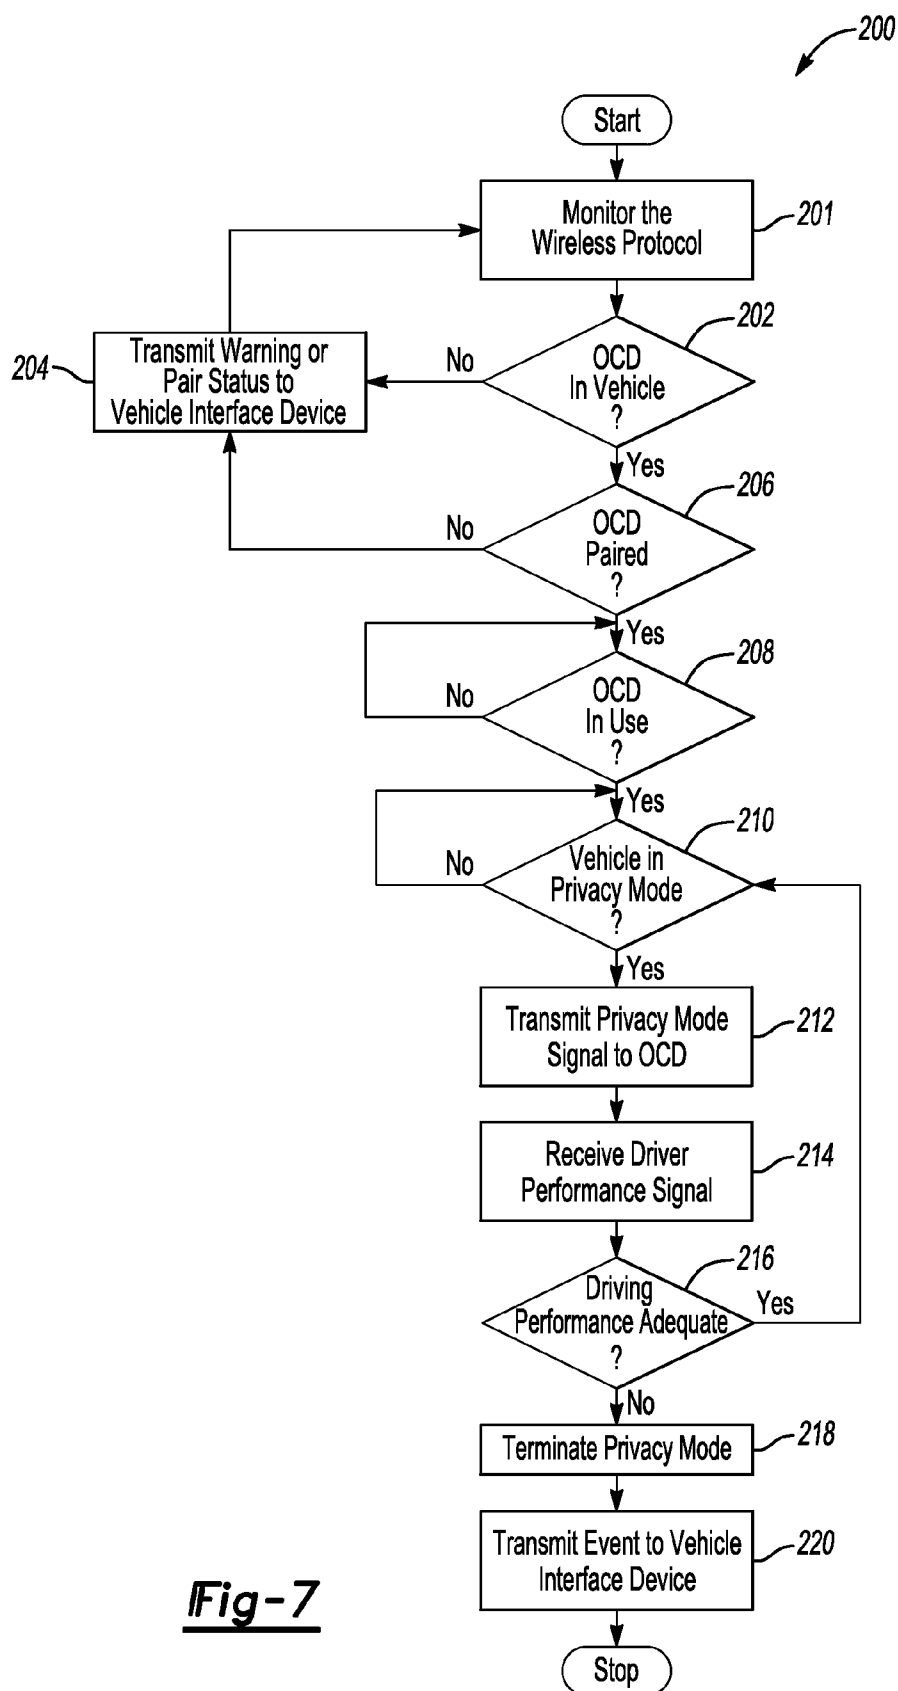 200
Start
Monitor the
Wireless Protocol
201
202
OCD
In Vehicle
?
No
204
Transmit Warning or
Pair Status to
Vehicle Interface Device
Yes
206
OCD
Paired
?
No
Yes
208
OCD
In Use
?
No
Yes
210
Vehicle in
Privacy Mode
?
No
Yes
Transmit Privacy Mode
Signal to OCD
212
Receive Driver
Performance Signal
214
216
Driving
Performance Adequate
?
Yes
No
Terminate Privacy Mode
218
Transmit Event to Vehicle
Interface Device
220
Stop
Fig-7